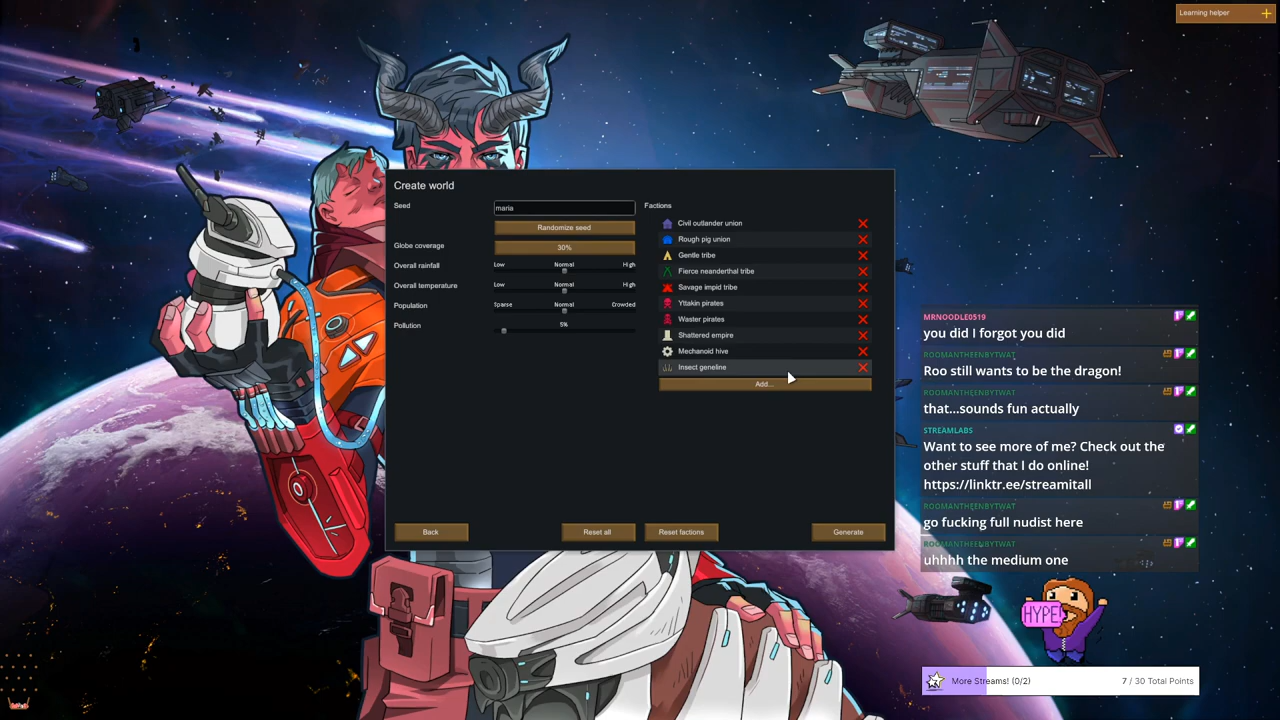 Learning helper
Create world
Seed
maria
Randomize seed
Globe coverage
30%
Overall rainfall
Low Normal High
Overall temperature
Low Normal High
Population
Sparse Normal Crowded
Pollution
5%
Factions
Civil outlander union
Rough pig union
Gentle tribe
Fierce neanderthal tribe
Savage impid tribe
Yttakin pirates
Waster pirates
Shattered empire
Mechanoid hive
Insect geneline
Add...
Back
Reset all
Reset factions
Generate
MRNOODLE0519
you did I forgot you did
ROOMANTHEENBYTWAT
Roo still wants to be the dragon!
ROOMANTHEENBYTWAT
that...sounds fun actually
STREAMLABS
Want to see more of me? Check out the
other stuff that I do online!
https://linktr.ee/streamitall
ROOMANTHEENBYTWAT
go fucking full nudist here
ROOMANTHEENBYTWAT
uhhhh the medium one
HYPE!
More Streams! (0/2)
7 / 30 Total Points